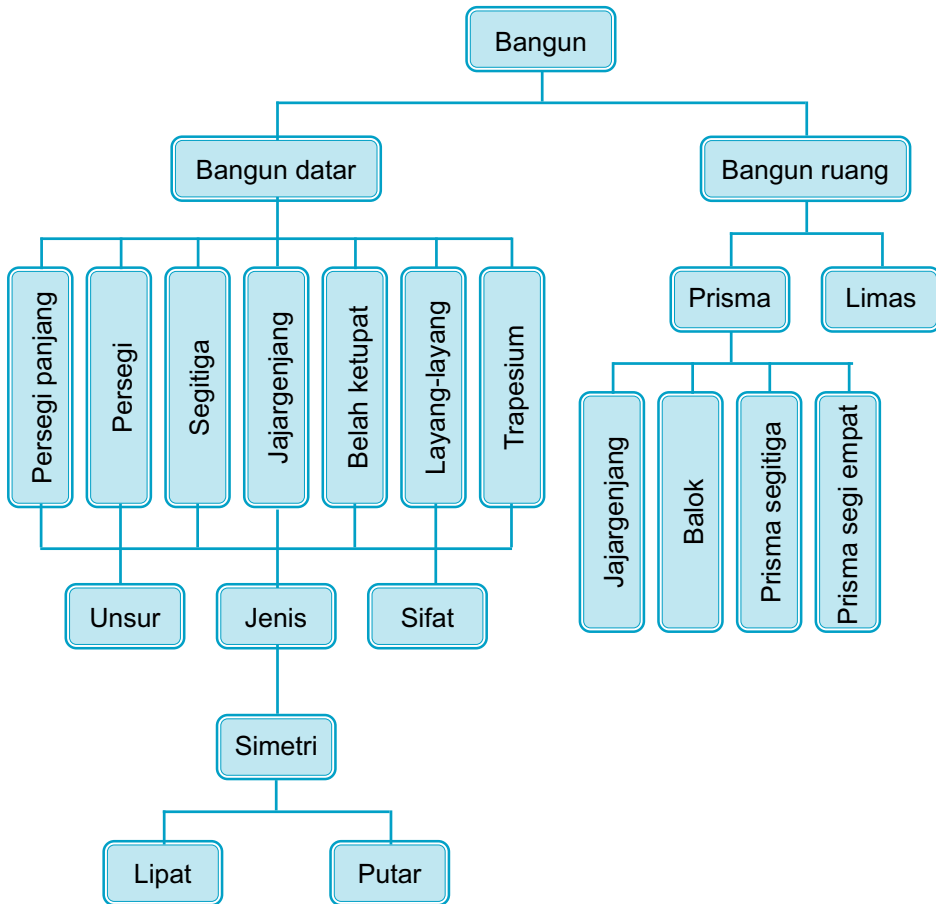 Bangun
Bangun datar
Bangun ruang
Persegi panjang
Persegi
Segitiga
Jajargenjang
Belah ketupat
Layang-layang
Trapesium
Prisma
Limas
Jajargenjang
Balok
Prisma segitiga
Prisma segi empat
Unsur
Jenis
Sifat
Simetri
Lipat
Putar